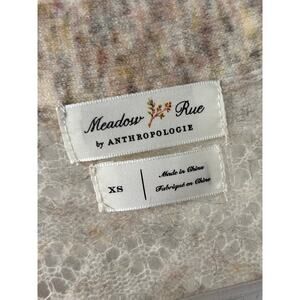 Meadow Rue
by ANTHROPOLOGIE
XS
Made in China
Fabriqué en Chine